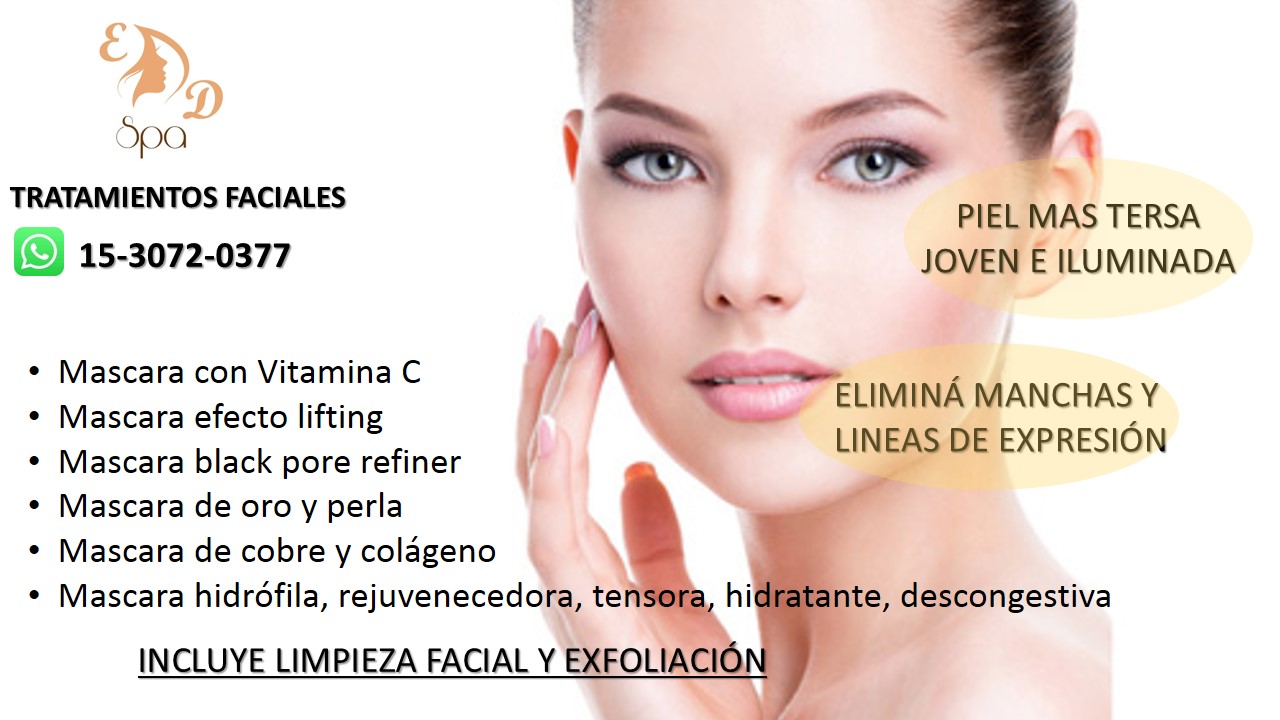 E D
Spa
TRATAMIENTOS FACIALES
15-3072-0377
PIEL MAS TERSA
JOVEN E ILUMINADA
ELIMINÁ MANCHAS Y
LINEAS DE EXPRESIÓN
• Mascara con Vitamina C
• Mascara efecto lifting
• Mascara black pore refiner
• Mascara de oro y perla
• Mascara de cobre y colágeno
• Mascara hidrófila, rejuvenecedora, tensora, hidratante, descongestiva
INCLUYE LIMPIEZA FACIAL Y EXFOLIACIÓN